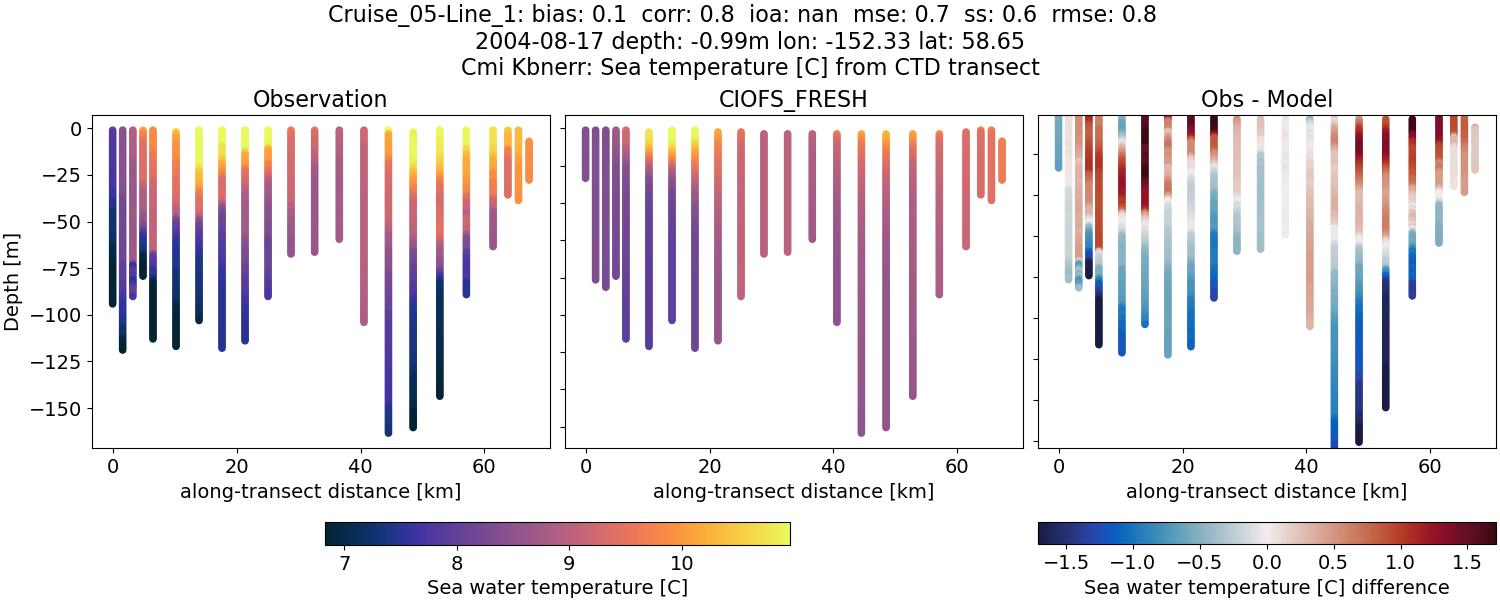 Cruise_05-Line_1: bias: 0.1  corr: 0.8  ioa: nan  mse: 0.7  ss: 0.6  rmse: 0.8
2004-08-17 depth: -0.99m lon: -152.33 lat: 58.65
Cmi Kbnerr: Sea temperature [C] from CTD transect
Observation
CIOFS_FRESH
Obs - Model
Depth [m]
0
−25
−50
−75
−100
−125
−150
0 20 40 60
0 20 40 60
0 20 40 60
along-transect distance [km]
along-transect distance [km]
along-transect distance [km]
7 8 9 10
Sea water temperature [C]
−1.5 −1.0 −0.5 0.0 0.5 1.0 1.5
Sea water temperature [C] difference